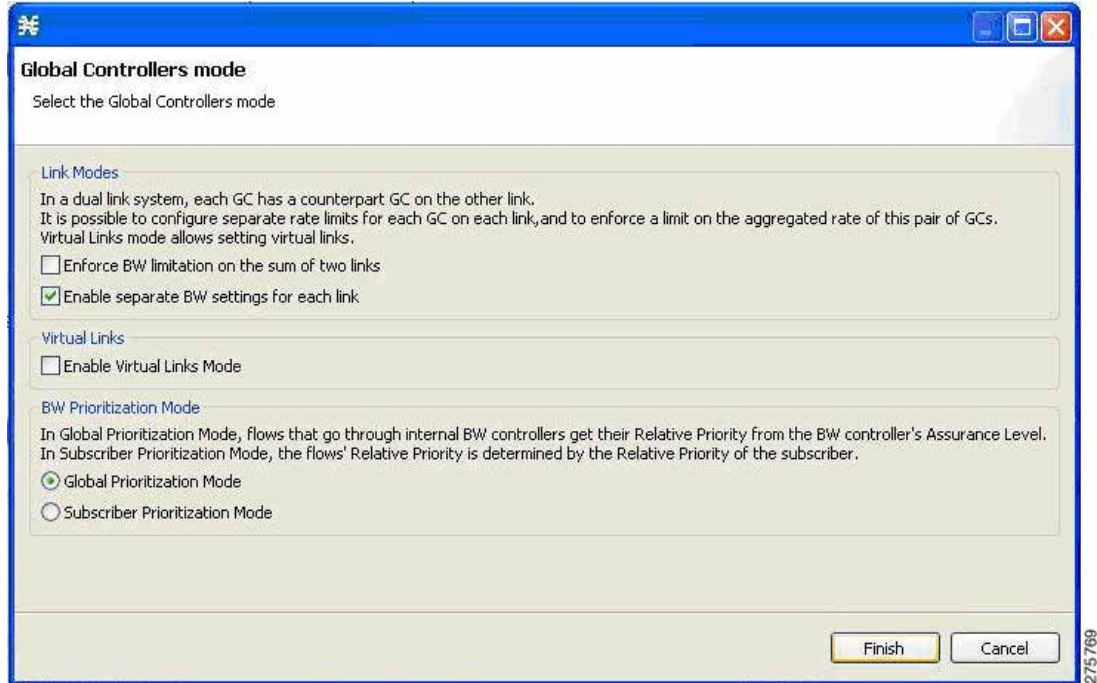 Global Controllers mode
Select the Global Controllers mode
Link Modes
In a dual link system, each GC has a counterpart GC on the other link.
It is possible to configure separate rate limits for each GC on each link,and to enforce a limit on the aggregated rate of this pair of GCs.
Virtual Links mode allows setting virtual links.
Enforce BW limitation on the sum of two links
Enable separate BW settings for each link
Virtual Links
Enable Virtual Links Mode
BW Prioritization Mode
In Global Prioritization Mode, flows that go through internal BW controllers get their Relative Priority from the BW controller's Assurance Level.
In Subscriber Prioritization Mode, the flows' Relative Priority is determined by the Relative Priority of the subscriber.
Global Prioritization Mode
Subscriber Prioritization Mode
Finish
Cancel
275769